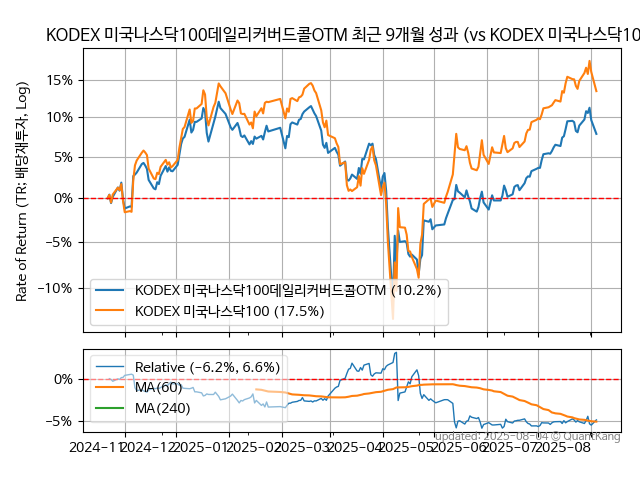 KODEX 미국나스닥100데일리커버드콜OTM 최근 9개월 성과 (vs KODEX 미국나스닥10
Rate of Return (TR: 배당재투자, Log)
15%
10%
5%
0%
−5%
−10%
KODEX 미국나스닥100데일리커버드콜OTM (10.2%)
KODEX 미국나스닥100 (17.5%)
0%
−5%
Relative (−6.2%, 6.6%)
MA(60)
MA(240)
2024-11 2024-12 2025-01 2025-02 2025-03 2025-04 2025-05 2025-06 2025-07 2025-08
updated: 2025-08-04 © QuantKang